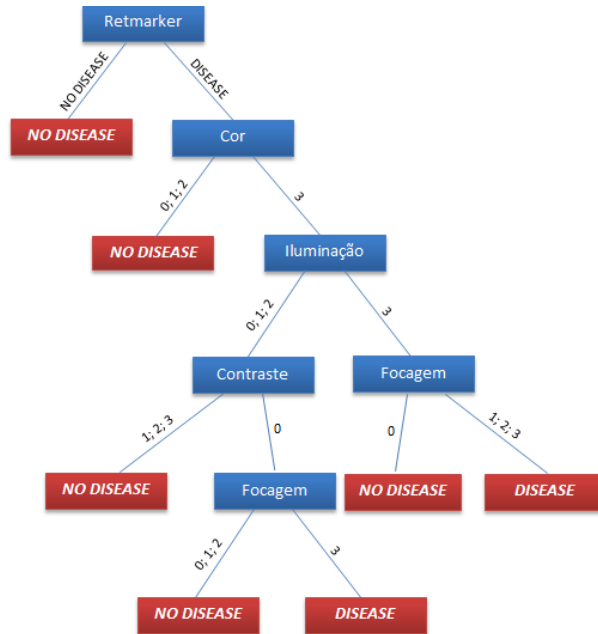 Retmarker
NO DISEASE
DISEASE
NO DISEASE
Cor
0; 1; 2
3
NO DISEASE
Iluminação
0; 1; 2
3
Contraste
Focagem
1; 2; 3
0
0
1; 2; 3
NO DISEASE
Focagem
NO DISEASE
DISEASE
0; 1; 2
3
NO DISEASE
DISEASE